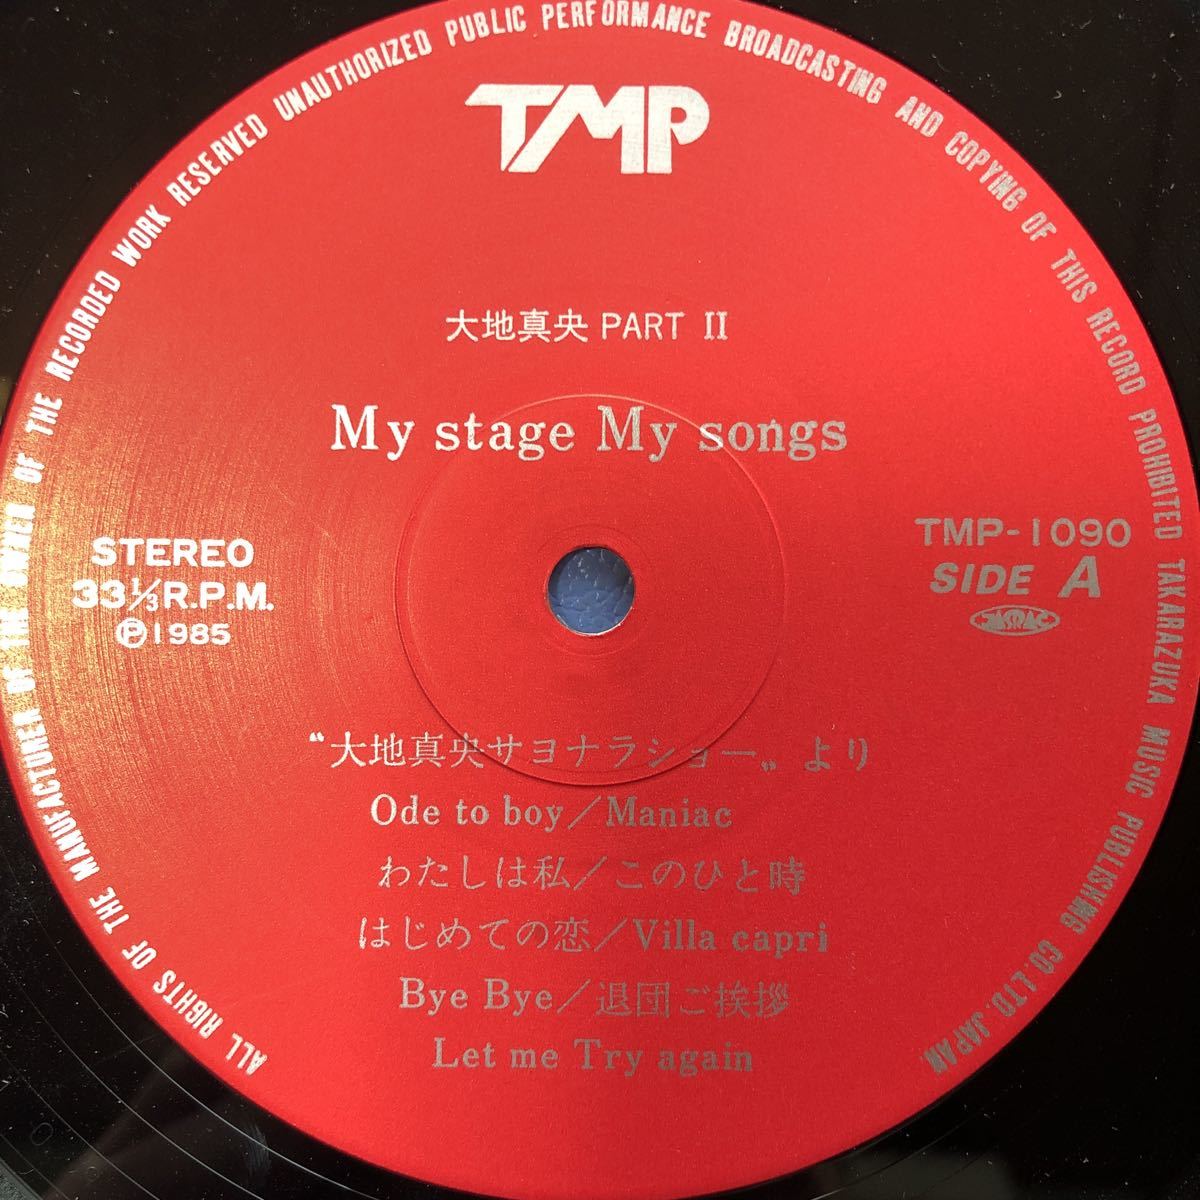 ALL RIGHTS OF THE MANUFACTURER OF THE OWNER OF THE RECORDED WORK RESERVED UNAUTHORIZED PUBLIC PERFORMANCE BROADCASTING AND COPYING OF THIS RECORD PROHIBITED TAKARAZUKA MUSIC PUBLISHING CO.,LTD. JAPAN.
TMP
大地真央 PART II
My stage My songs
STEREO
33⅓R.P.M.
Ⓟ1985
TMP-1090
SIDE A
JASRAC
〝大地真央サヨナラショー〟より
Ode to boy／Maniac
わたしは私／このひと時
はじめての恋／Villa capri
Bye Bye／退団ご挨拶
Let me Try again